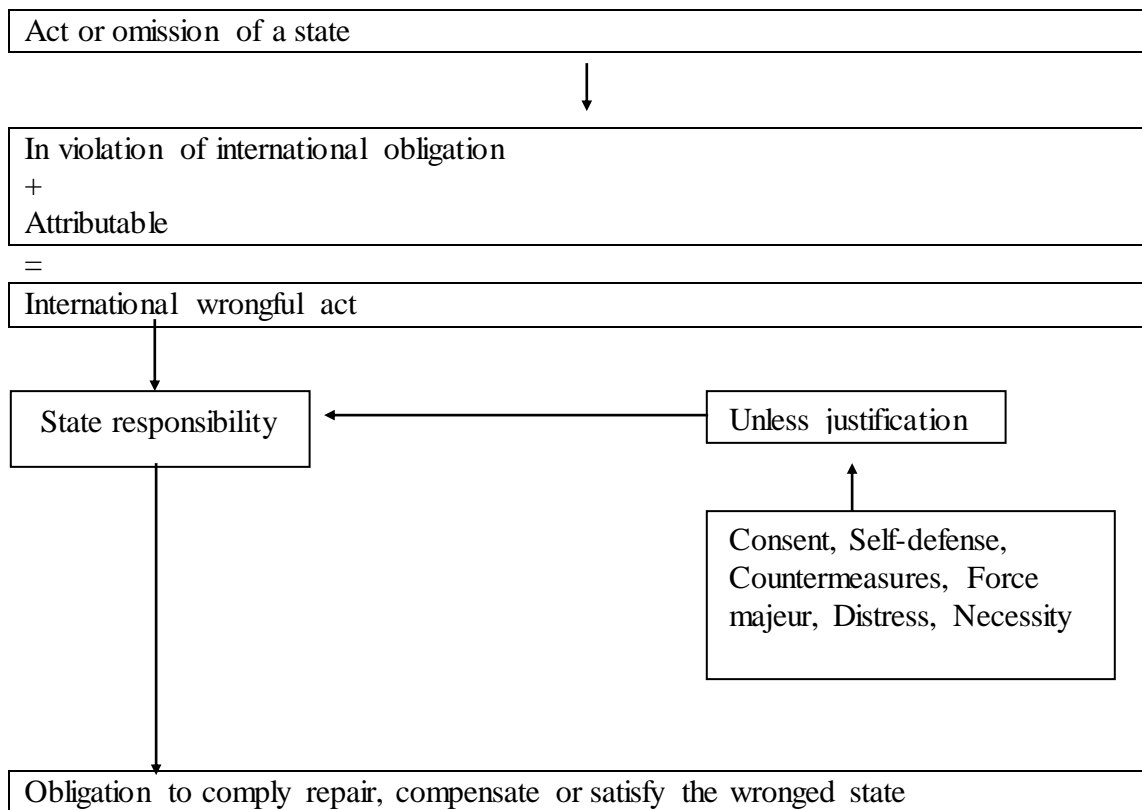 Act or omission of a state
In violation of international obligation
+
Attributable
=
International wrongful act
State responsibility
Unless justification
Consent, Self-defense,
Countermeasures, Force
majeur, Distress, Necessity
Obligation to comply repair, compensate or satisfy the wronged state